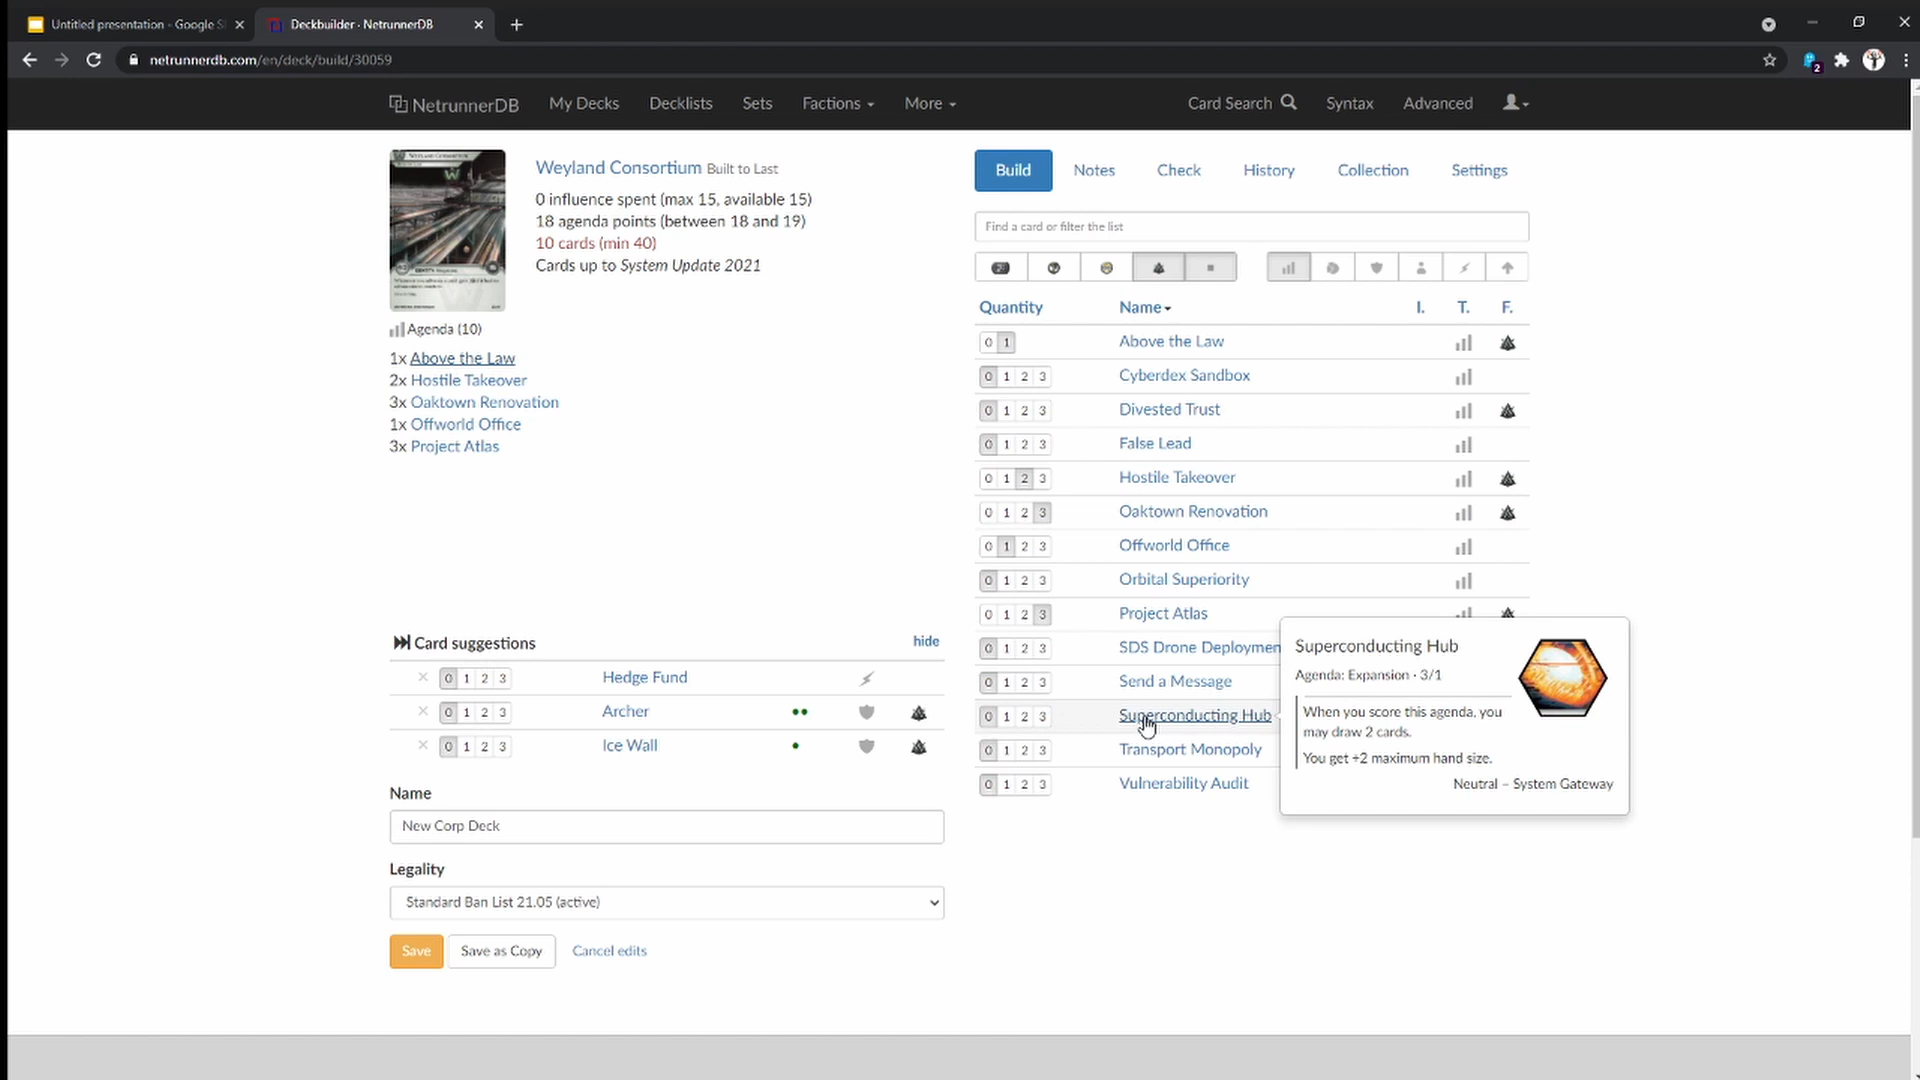 Untitled presentation - Google S
Deckbuilder · NetrunnerDB
netrunnerdb.com/en/deck/build/30059
2
NetrunnerDB
My Decks
Decklists
Sets
Factions
More
Card Search
Syntax
Advanced
Weyland Consortium Built to Last
0 influence spent (max 15, available 15)
18 agenda points (between 18 and 19)
10 cards (min 40)
Cards up to System Update 2021
Agenda (10)
1x Above the Law
2x Hostile Takeover
3x Oaktown Renovation
1x Offworld Office
3x Project Atlas
Card suggestions
hide
× 0 1 2 3 Hedge Fund
× 0 1 2 3 Archer
× 0 1 2 3 Ice Wall
Name
New Corp Deck
Legality
Standard Ban List 21.05 (active)
Save
Save as Copy
Cancel edits
Build
Notes
Check
History
Collection
Settings
Find a card or filter the list
Quantity Name I. T. F.
0 1 Above the Law
0 1 2 3 Cyberdex Sandbox
0 1 2 3 Divested Trust
0 1 2 3 False Lead
0 1 2 3 Hostile Takeover
0 1 2 3 Oaktown Renovation
0 1 2 3 Offworld Office
0 1 2 3 Orbital Superiority
0 1 2 3 Project Atlas
0 1 2 3 SDS Drone Deploymen
0 1 2 3 Send a Message
0 1 2 3 Superconducting Hub
0 1 2 3 Transport Monopoly
0 1 2 3 Vulnerability Audit
Superconducting Hub
Agenda: Expansion · 3/1
When you score this agenda, you
may draw 2 cards.
You get +2 maximum hand size.
Neutral – System Gateway